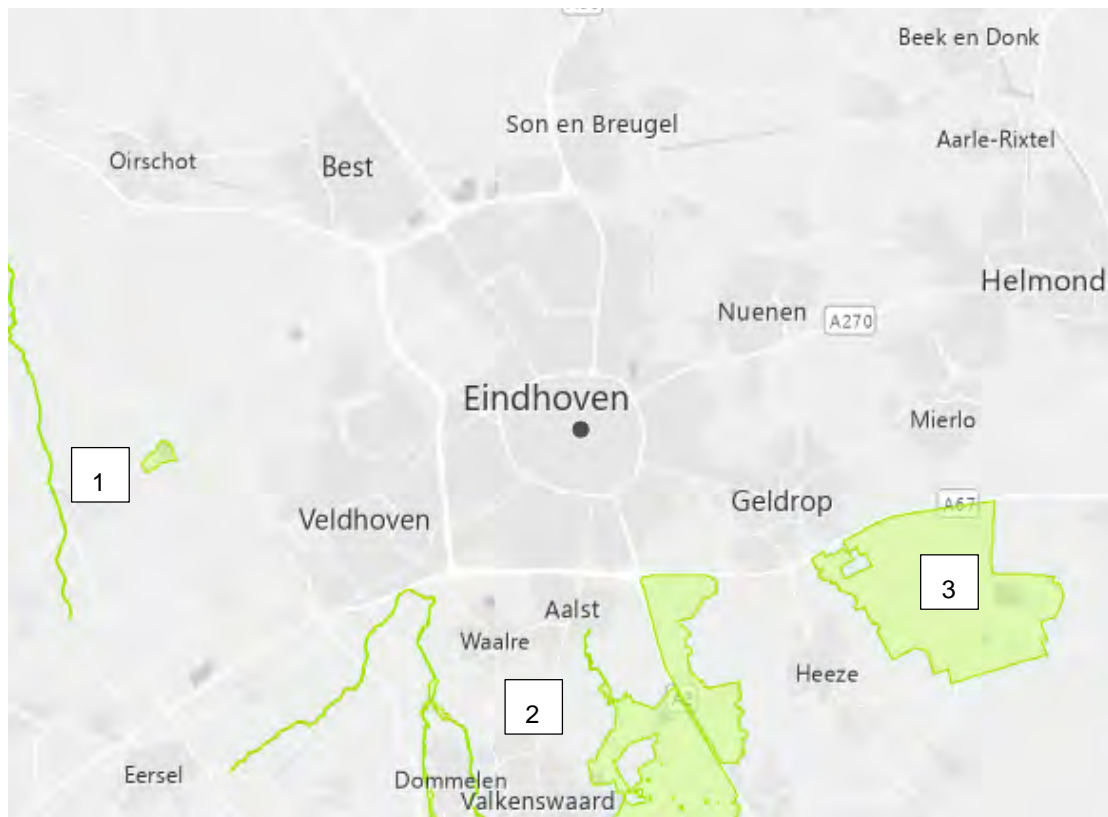 Beek en Donk
Son en Breugel
Aarle-Rixtel
Oirschot
Best
Helmond
Nuenen
A270
Eindhoven
Mierlo
1
Geldrop
A67
Veldhoven
3
Aalst
Waalre
Heeze
A2
2
Eersel
Dommelen
Valkenswaard